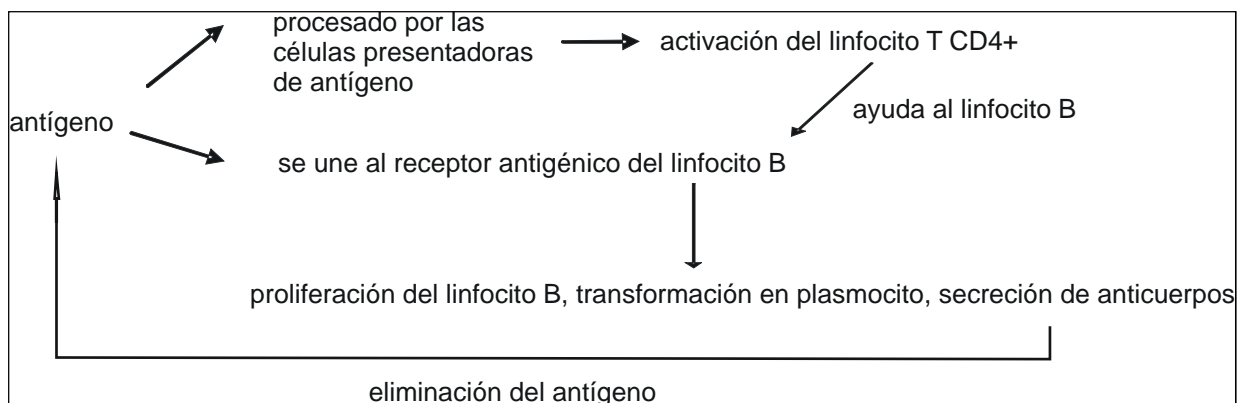 procesado por las
células presentadoras
de antígeno
activación del linfocito T CD4+
ayuda al linfocito B
antígeno
se une al receptor antigénico del linfocito B
proliferación del linfocito B, transformación en plasmocito, secreción de anticuerpos
eliminación del antígeno